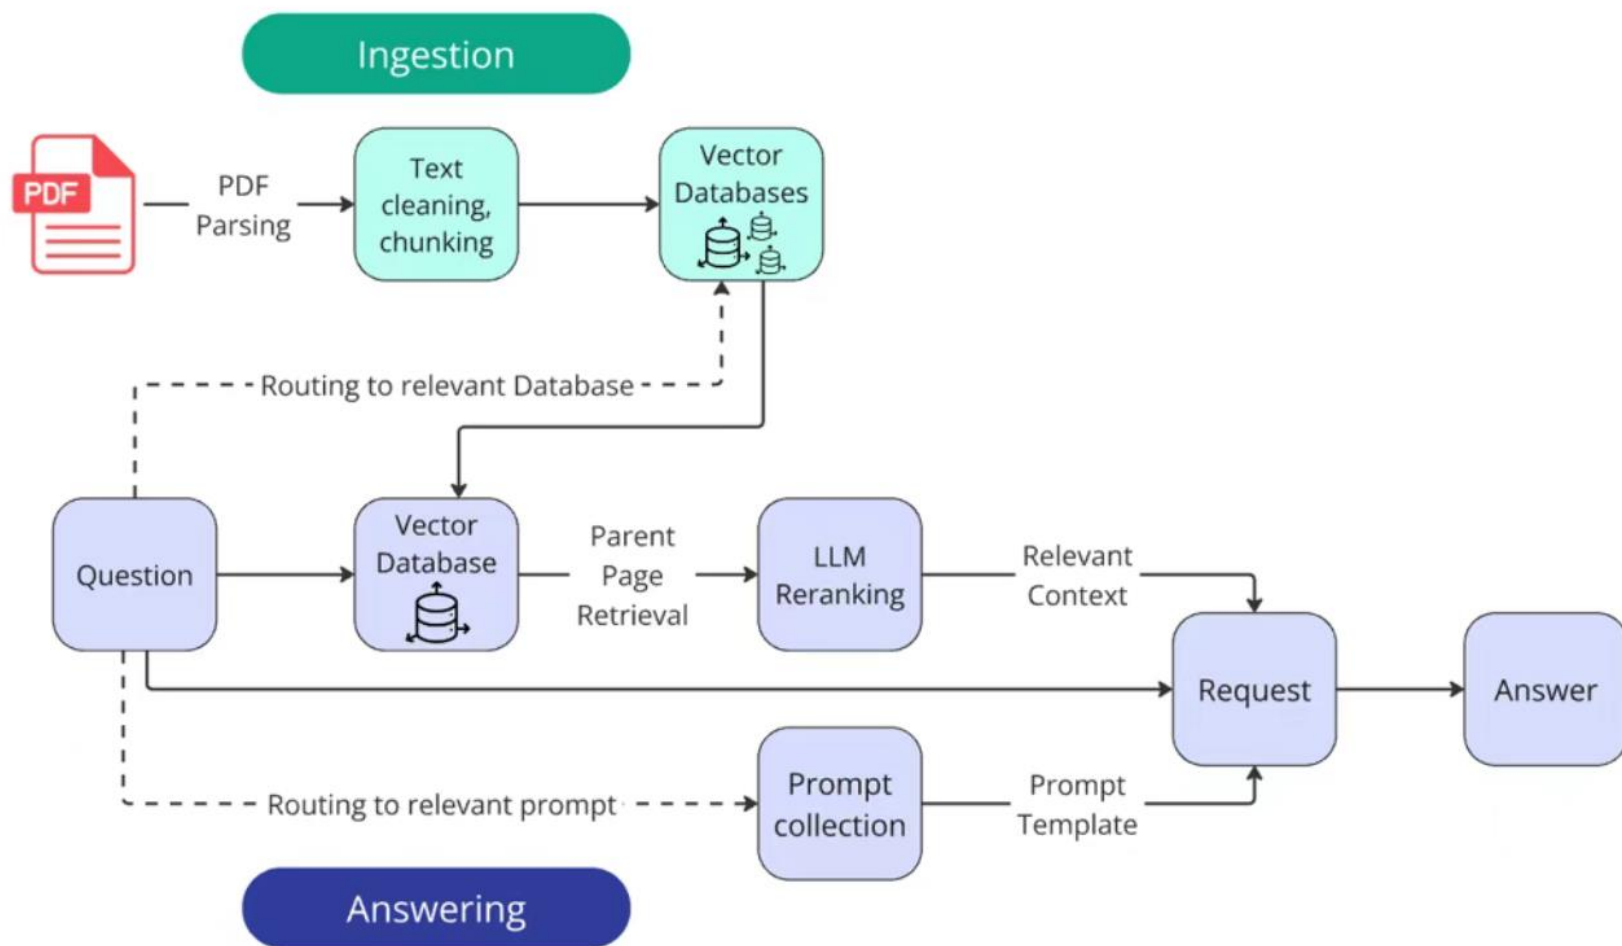 Ingestion
PDF
PDF
Parsing
Text
cleaning,
chunking
Vector
Databases
Routing to relevant Database
Question
Vector
Database
Parent
Page
Retrieval
LLM
Reranking
Relevant
Context
Request
Answer
Routing to relevant prompt
Prompt
collection
Prompt
Template
Answering